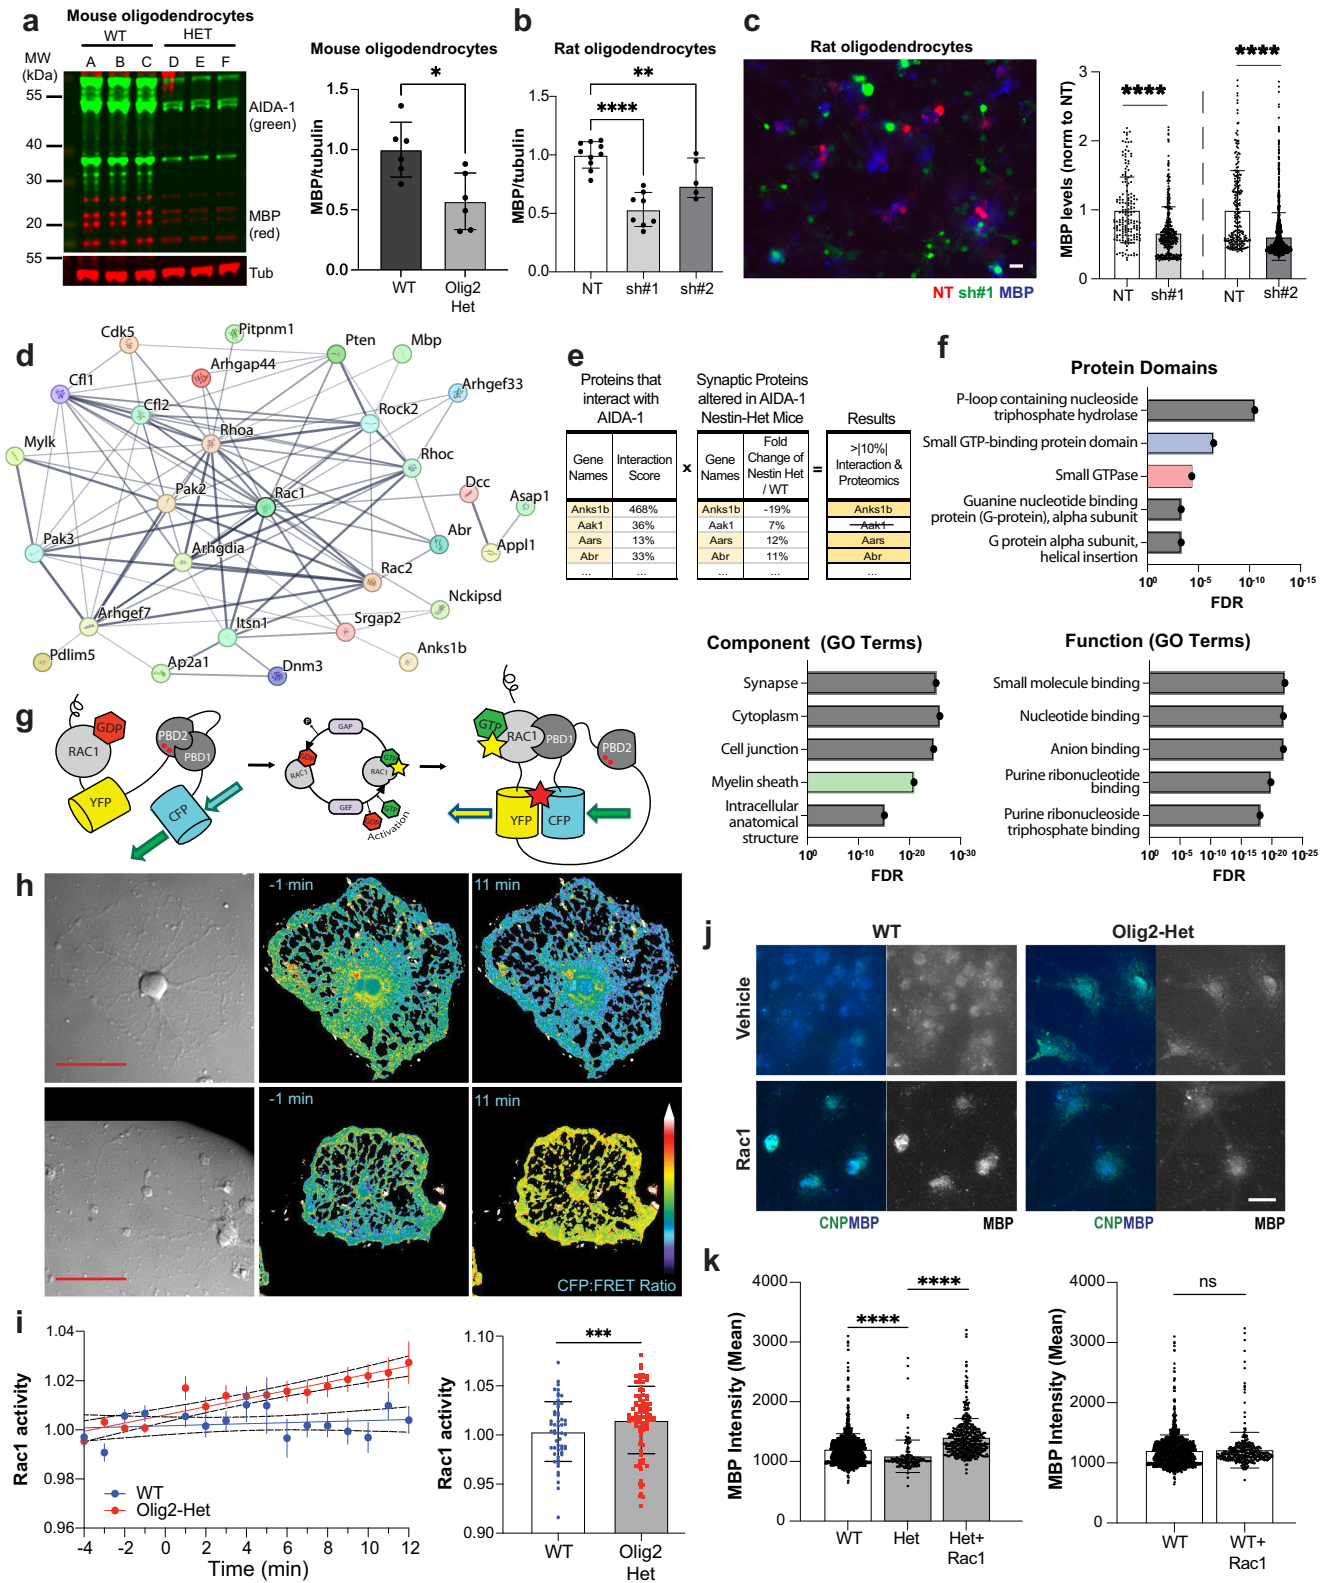 a
Mouse oligodendrocytes
WT
HET
MW
(kDa)
A B C D E F
55
40
30
20
55
AIDA-1
(green)
MBP
(red)
Tub
Mouse oligodendrocytes
*
MBP/tubulin
1.5
1.0
0.5
0.0
WT
Olig2
Het
b
Rat oligodendrocytes
**
****
MBP/tubulin
1.5
1.0
0.5
0.0
NT
sh#1
sh#2
c
Rat oligodendrocytes
NT sh#1 MBP
****
****
MBP levels (norm to NT)
3
2
1
0
NT
sh#1
NT
sh#2
d
Cdk5
Pitpnm1
Pten
Mbp
Arhgap44
Cfl1
Arhgef33
Cfl2
Rock2
Rhoa
Mylk
Rhoc
Pak2
Rac1
Dcc
Asap1
Pak3
Abr
Appl1
Arhgdia
Rac2
Nckipsd
Arhgef7
Itsn1
Srgap2
Anks1b
Pdlim5
Ap2a1
Dnm3
e
Proteins that
interact with
AIDA-1
Synaptic Proteins
altered in AIDA-1
Nestin-Het Mice
Results
Gene
Names
Interaction
Score
x
Gene
Names
Fold
Change of
Nestin Het
/ WT
=
>|10%|
Interaction &
Proteomics
Anks1b 468% Anks1b -19% Anks1b
Aak1 36% Aak1 7% Aak1
Aars 13% Aars 12% Aars
Abr 33% Abr 11% Abr
... ... ... ... ...
f
Protein Domains
P-loop containing nucleoside
triphosphate hydrolase
Small GTP-binding protein domain
Small GTPase
Guanine nucleotide binding
protein (G-protein), alpha subunit
G protein alpha subunit,
helical insertion
10⁰ 10⁻⁵ 10⁻¹⁰ 10⁻¹⁵
FDR
Component (GO Terms)
Synapse
Cytoplasm
Cell junction
Myelin sheath
Intracellular
anatomical
structure
10⁰ 10⁻¹⁰ 10⁻²⁰ 10⁻³⁰
FDR
Function (GO Terms)
Small molecule binding
Nucleotide binding
Anion binding
Purine ribonucleotide
binding
Purine ribonucleoside
triphosphate binding
10⁰ 10⁻⁵ 10⁻¹⁰ 10⁻¹⁵ 10⁻²⁰ 10⁻²⁵
FDR
g
GDP
RAC1
PBD2
PBD1
YFP
CFP
P
GAP
GDP
RAC1
GTP
RAC1
GEF
GDP
GTP
Activation
GTP
RAC1
PBD1
PBD2
YFP
CFP
h
-1 min
11 min
-1 min
11 min
CFP:FRET Ratio
i
Rac1 activity
1.04
1.02
1.00
0.98
0.96
WT
Olig2-Het
-4 -2 0 2 4 6 8 10 12
Time (min)
***
Rac1 activity
1.10
1.05
1.00
0.95
0.90
WT
Olig2
Het
j
WT
Olig2-Het
Vehicle
Rac1
CNPMBP
MBP
CNPMBP
MBP
k
****
****
MBP Intensity (Mean)
4000
3000
2000
1000
0
WT
Het
Het+
Rac1
ns
MBP Intensity (Mean)
4000
3000
2000
1000
0
WT
WT+
Rac1